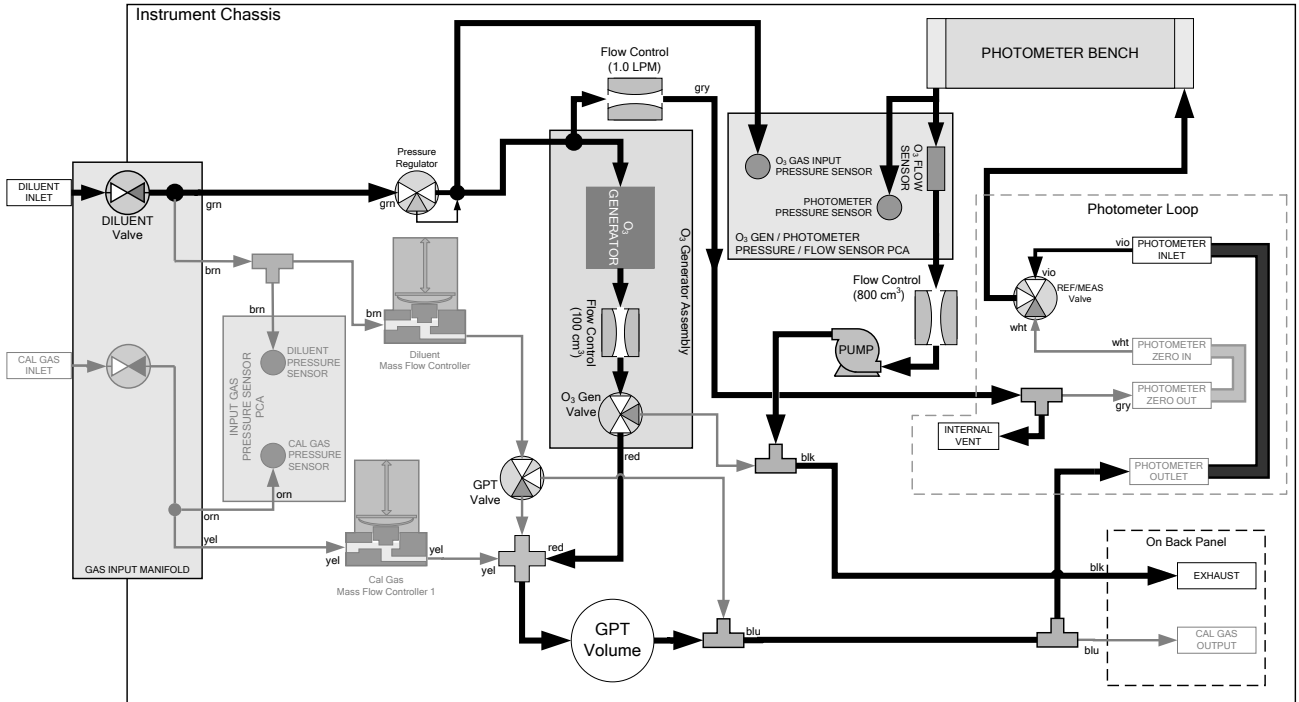 Instrument Chassis
Flow Control
(1.0 LPM)
gry
PHOTOMETER BENCH
Pressure
Regulator
O₃ GAS INPUT
PRESSURE SENSOR
O₃ FLOW
SENSOR
PHOTOMETER
PRESSURE SENSOR
O₃ GEN / PHOTOMETER
PRESSURE / FLOW SENSOR PCA
DILUENT
INLET
DILUENT
Valve
grn
grn
O₃
GENERATOR
O₃ Generator Assembly
Photometer Loop
vio
PHOTOMETER
INLET
vio
REF/MEAS
Valve
wht
wht
PHOTOMETER
ZERO IN
PHOTOMETER
ZERO OUT
gry
INTERNAL
VENT
PHOTOMETER
OUTLET
brn
brn
brn
Diluent
Mass Flow Controller
Flow Control
(100 cm³)
Flow Control
(800 cm³)
PUMP
CAL GAS
INLET
DILUENT
PRESSURE
SENSOR
INPUT GAS
PRESSURE SENSOR
PCA
CAL GAS
PRESSURE
SENSOR
O₃ Gen
Valve
red
blk
GPT
Valve
orn
orn
yel
yel
yel
yel
red
GAS INPUT MANIFOLD
Cal Gas
Mass Flow Controller 1
GPT
Volume
blu
blu
On Back Panel
blk
EXHAUST
CAL GAS
OUTPUT